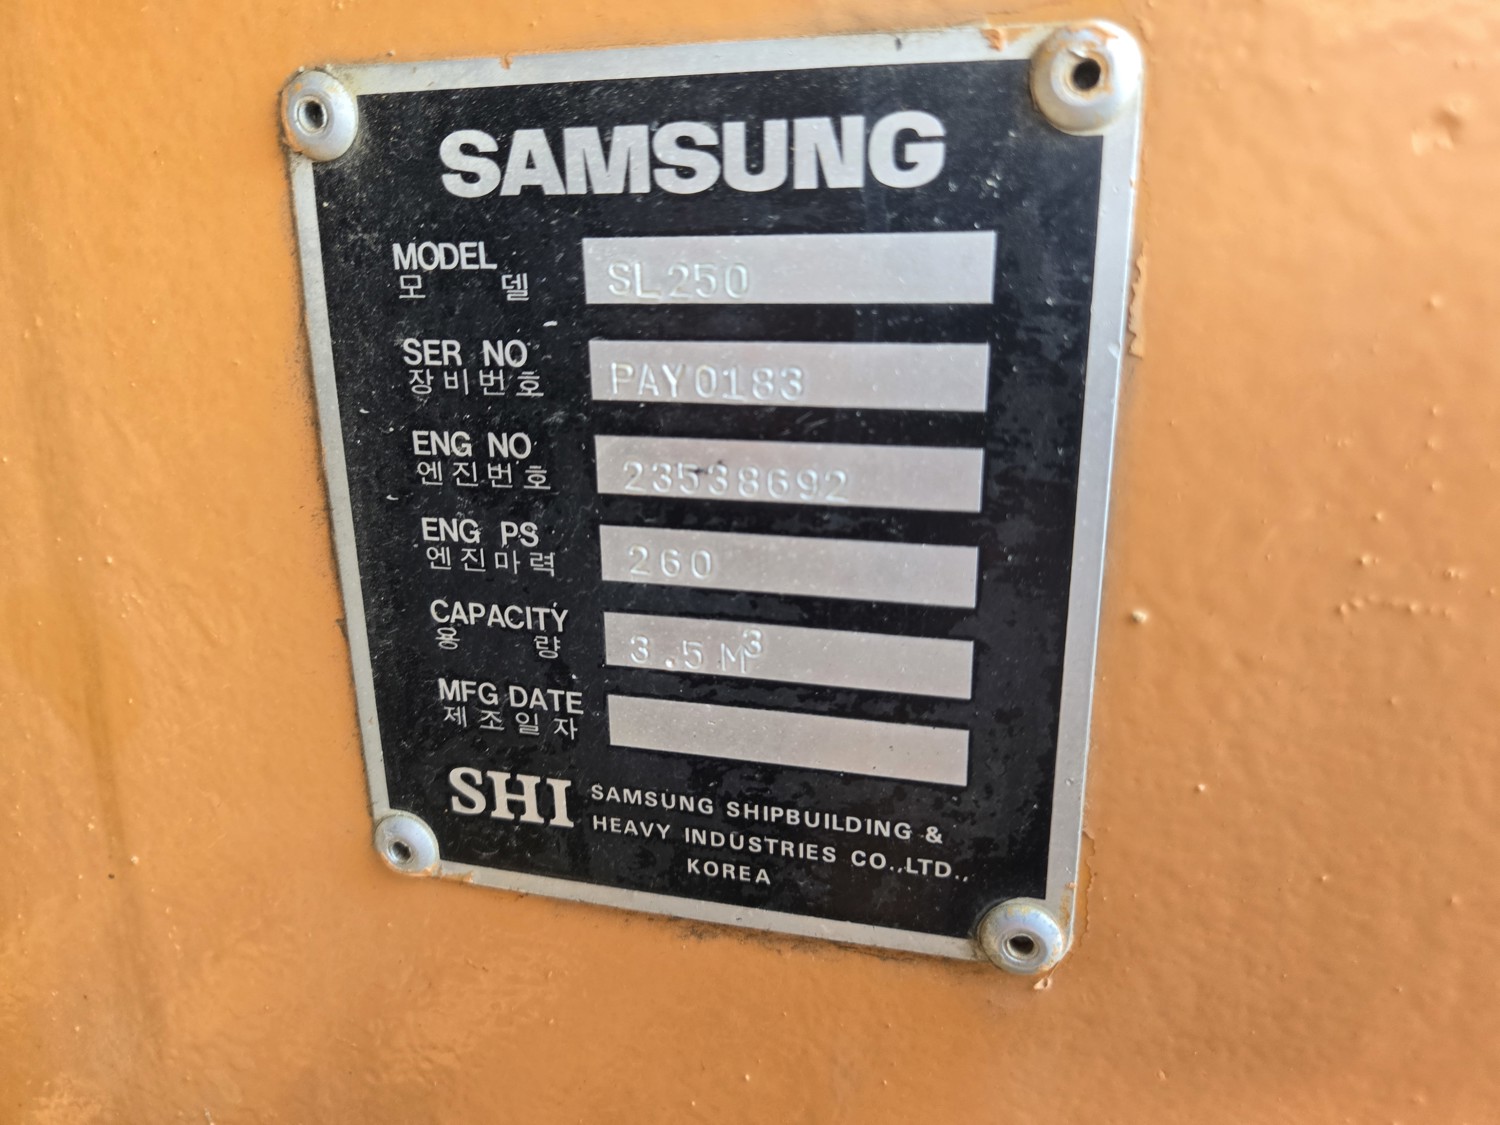 SAMSUNG
MODEL SL250
모 델
SER NO PAY0183
장비번호
ENG NO 23538692
엔진번호
ENG PS 260
엔진마력
CAPACITY 3.5M³
용 량
MFG DATE
제조일자
SHI SAMSUNG SHIPBUILDING &
HEAVY INDUSTRIES CO.,LTD.,
KOREA